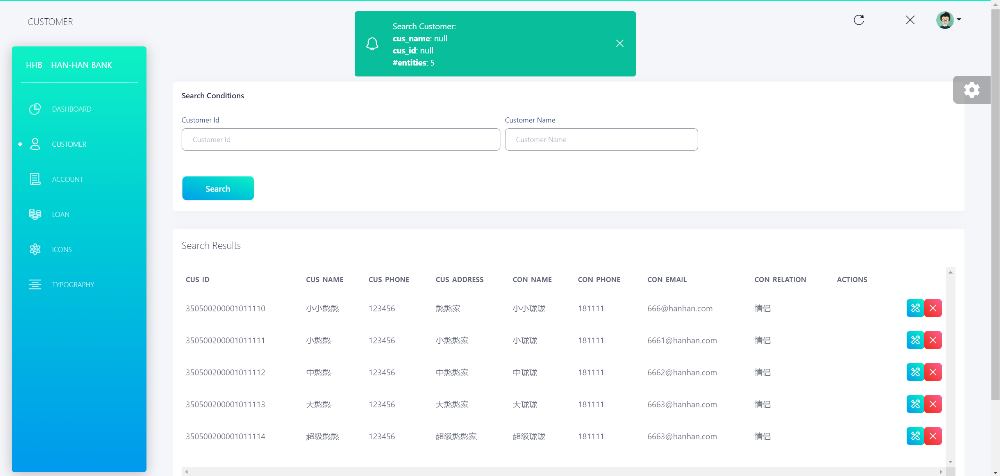 CUSTOMER
Search Customer:
cus_name: null
cus_id: null
#entities: 5
HHB HAN-HAN BANK
DASHBOARD
CUSTOMER
ACCOUNT
LOAN
ICONS
TYPOGRAPHY
Search Conditions
Customer Id Customer Name
Customer Id Customer Name
Search
Search Results
CUS_ID CUS_NAME CUS_PHONE CUS_ADDRESS CON_NAME CON_PHONE CON_EMAIL CON_RELATION ACTIONS
350500200001011110 小小憨憨 123456 憨憨家 小小珑珑 181111 666@hanhan.com 情侣
350500200001011111 小憨憨 123456 小憨憨家 小珑珑 181111 6661@hanhan.com 情侣
350500200001011112 中憨憨 123456 中憨憨家 中珑珑 181111 6662@hanhan.com 情侣
350500200001011113 大憨憨 123456 大憨憨家 大珑珑 181111 6663@hanhan.com 情侣
350500200001011114 超级憨憨 123456 超级憨憨家 超级珑珑 181111 6663@hanhan.com 情侣